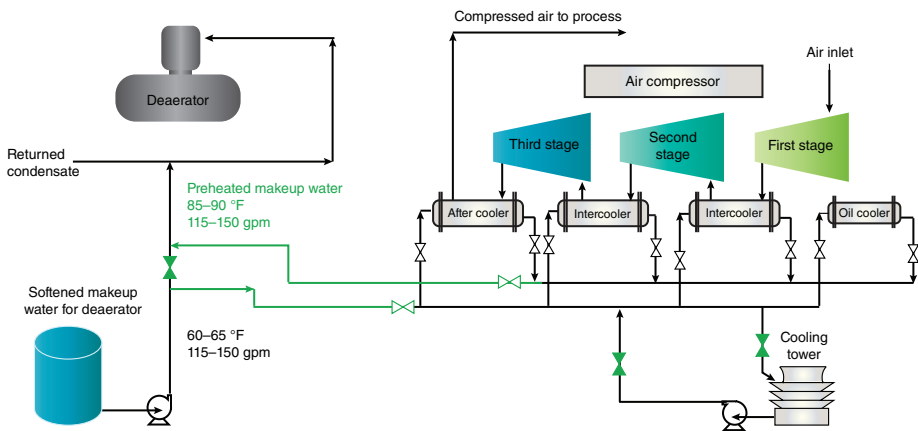 Compressed air to process
Air inlet
Deaerator
Air compressor
Third stage
Second
stage
First stage
Returned
condensate
Preheated makeup water
85–90 °F
115–150 gpm
After cooler
Intercooler
Intercooler
Oil cooler
Softened makeup
water for deaerator
60–65 °F
115–150 gpm
Cooling
tower